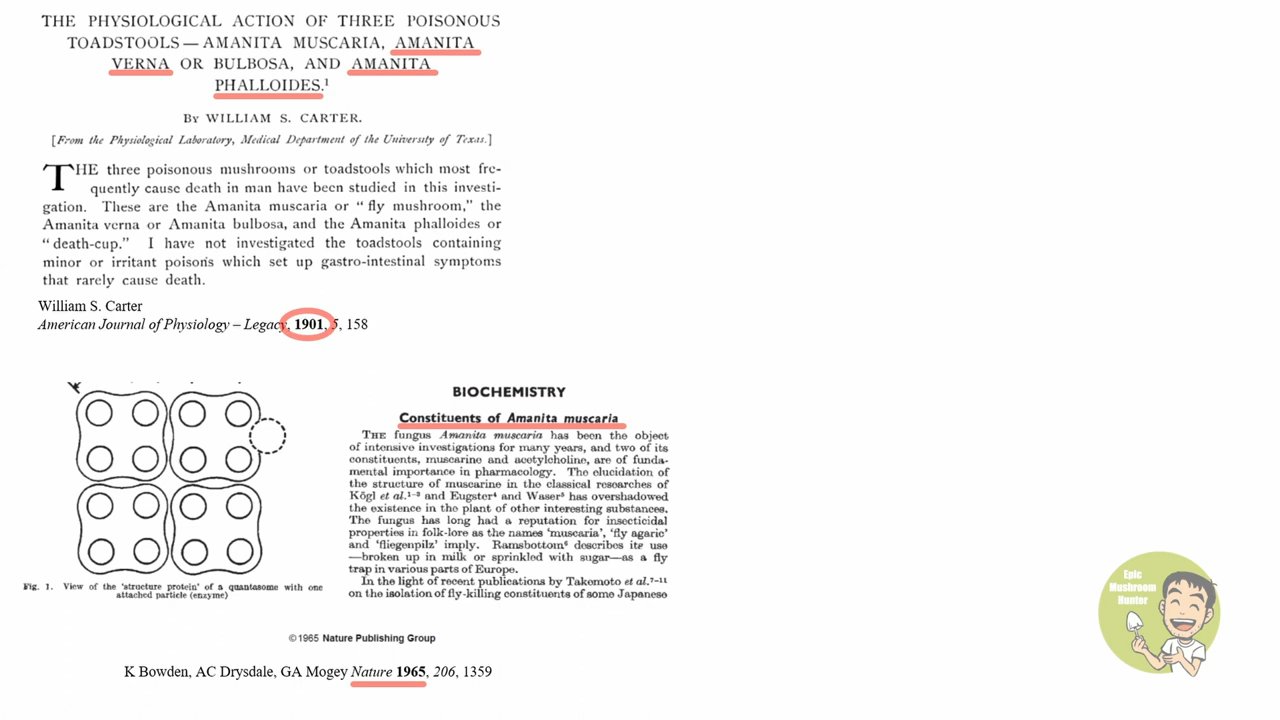 THE PHYSIOLOGICAL ACTION OF THREE POISONOUS
TOADSTOOLS — AMANITA MUSCARIA, AMANITA
VERNA OR BULBOSA, AND AMANITA
PHALLOIDES.¹
By WILLIAM S. CARTER.
[From the Physiological Laboratory, Medical Department of the University of Texas.]
THE three poisonous mushrooms or toadstools which most fre-
quently cause death in man have been studied in this investi-
gation. These are the Amanita muscaria or "fly mushroom," the
Amanita verna or Amanita bulbosa, and the Amanita phalloides or
"death-cup." I have not investigated the toadstools containing
minor or irritant poisons which set up gastro-intestinal symptoms
that rarely cause death.
William S. Carter
American Journal of Physiology – Legacy, 1901, 5, 158
BIOCHEMISTRY
Constituents of Amanita muscaria
THE fungus Amanita muscaria has been the object
of intensive investigations for many years, and two of its
constituents, muscarine and acetylcholine, are of funda-
mental importance in pharmacology. The elucidation of
the structure of muscarine in the classical researches of
Kögl et al.¹⁻³ and Eugster⁴ and Waser⁵ has overshadowed
the existence in the plant of other interesting substances.
The fungus has long had a reputation for insecticidal
properties in folk-lore as the names 'muscaria', 'fly agaric'
and 'fliegenpilz' imply. Ramsbottom⁶ describes its use
—broken up in milk or sprinkled with sugar—as a fly
trap in various parts of Europe.
In the light of recent publications by Takemoto et al.⁷⁻¹¹
on the isolation of fly-killing constituents of some Japanese
Fig. 1. View of the 'structure protein' of a quantasome with one
attached particle (enzyme)
©1965 Nature Publishing Group
K Bowden, AC Drysdale, GA Mogey Nature 1965, 206, 1359
Epic
Mushroom
Hunter